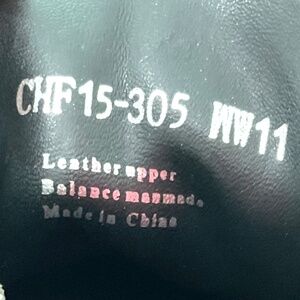 CHF15-305 WW11
Leather upper
Balance manmade
Made in China